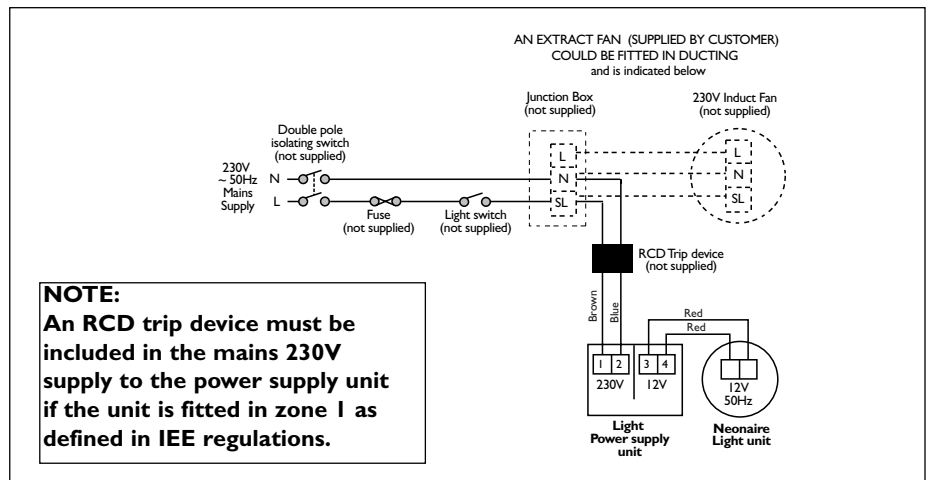 AN EXTRACT FAN (SUPPLIED BY CUSTOMER)
COULD BE FITTED IN DUCTING
and is indicated below
Junction Box
(not supplied)
230V Induct Fan
(not supplied)
Double pole
isolating switch
(not supplied)
230V
~ 50Hz
Mains
Supply
N
L
Fuse
(not supplied)
Light switch
(not supplied)
L
N
SL
L
N
SL
RCD Trip device
(not supplied)
Brown
Blue
Red
Red
1 2
230V
3 4
12V
12V
50Hz
Light
Power supply
unit
Neonaire
Light unit
NOTE:
An RCD trip device must be
included in the mains 230V
supply to the power supply unit
if the unit is fitted in zone 1 as
defined in IEE regulations.